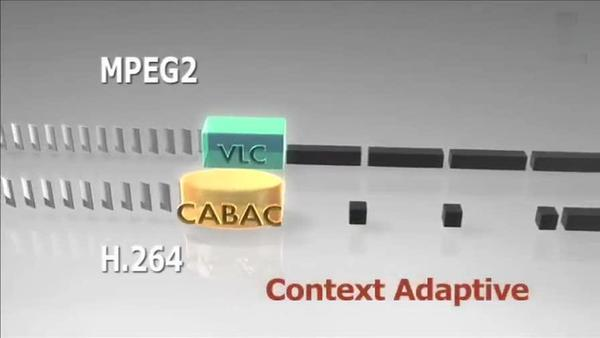 MPEG2
VLC
CABAC
H.264
Context Adaptive